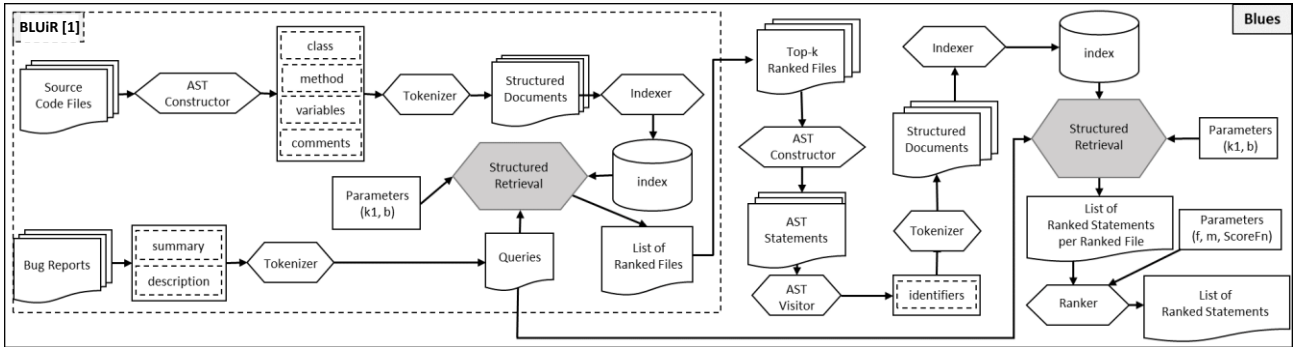 BLUiR [1]
Source
Code Files
AST
Constructor
class
method
variables
comments
Tokenizer
Structured
Documents
Indexer
index
Structured
Retrieval
Parameters
(k1, b)
Bug Reports
summary
description
Tokenizer
Queries
List of
Ranked Files
Blues
Top-k
Ranked Files
AST
Constructor
AST
Statements
AST
Visitor
identifiers
Tokenizer
Structured
Documents
Indexer
index
Structured
Retrieval
Parameters
(k1, b)
List of
Ranked Statements
per Ranked File
Parameters
(f, m, ScoreFn)
Ranker
List of
Ranked Statements